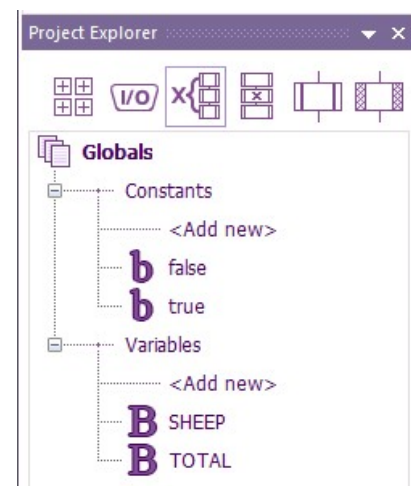 Project Explorer
I/O X{ x
Globals
Constants
<Add new>
b false
b true
Variables
<Add new>
B SHEEP
B TOTAL